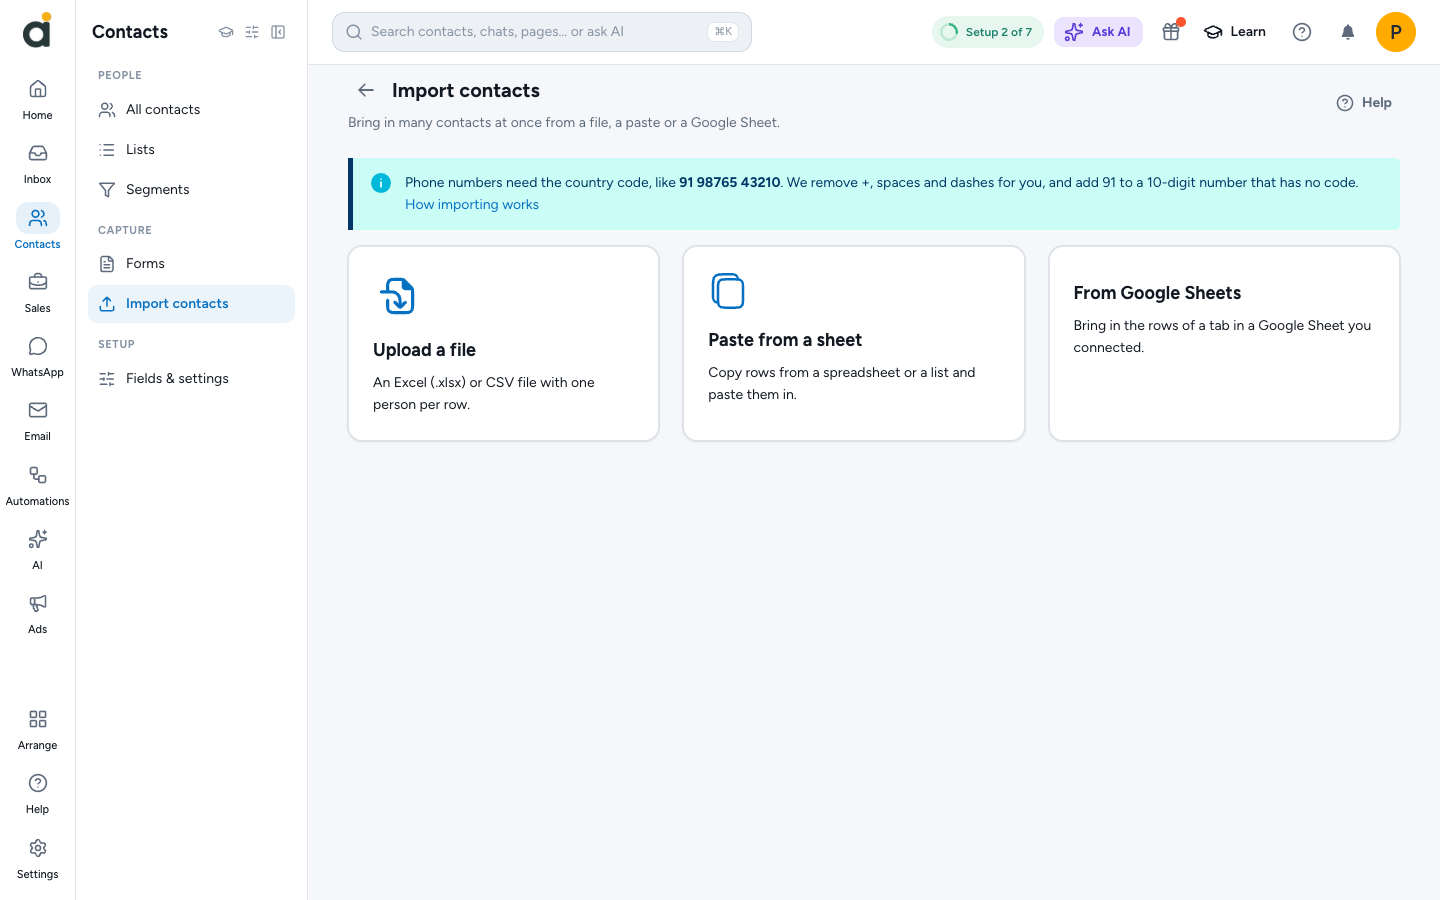 Home
Inbox
Contacts
Sales
WhatsApp
Email
Automations
AI
Ads
Arrange
Help
Settings
Contacts
PEOPLE
All contacts
Lists
Segments
CAPTURE
Forms
Import contacts
SETUP
Fields & settings
Search contacts, chats, pages... or ask AI
⌘K
Setup 2 of 7
Ask AI
Learn
P
Import contacts
Bring in many contacts at once from a file, a paste or a Google Sheet.
Help
Phone numbers need the country code, like 91 98765 43210. We remove +, spaces and dashes for you, and add 91 to a 10-digit number that has no code.
How importing works
Upload a file
An Excel (.xlsx) or CSV file with one
person per row.
Paste from a sheet
Copy rows from a spreadsheet or a list and
paste them in.
From Google Sheets
Bring in the rows of a tab in a Google Sheet you
connected.